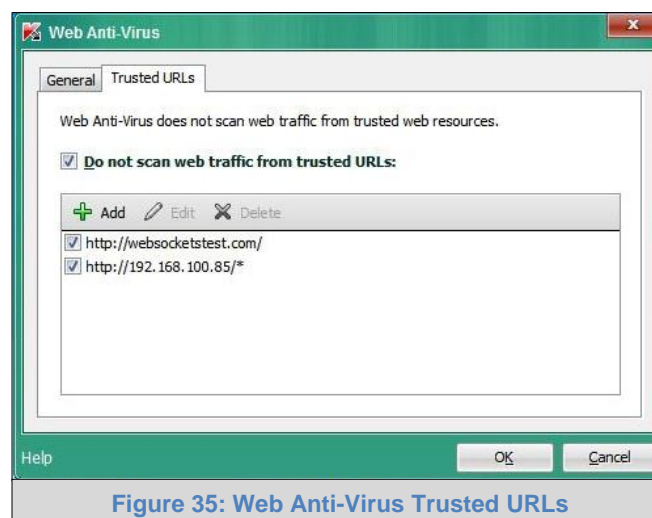 Web Anti-Virus
x
General Trusted URLs
Web Anti-Virus does not scan web traffic from trusted web resources.
Do not scan web traffic from trusted URLs:
Add Edit Delete
http://websocketstest.com/
http://192.168.100.85/*
Help OK Cancel
Figure 35: Web Anti-Virus Trusted URLs